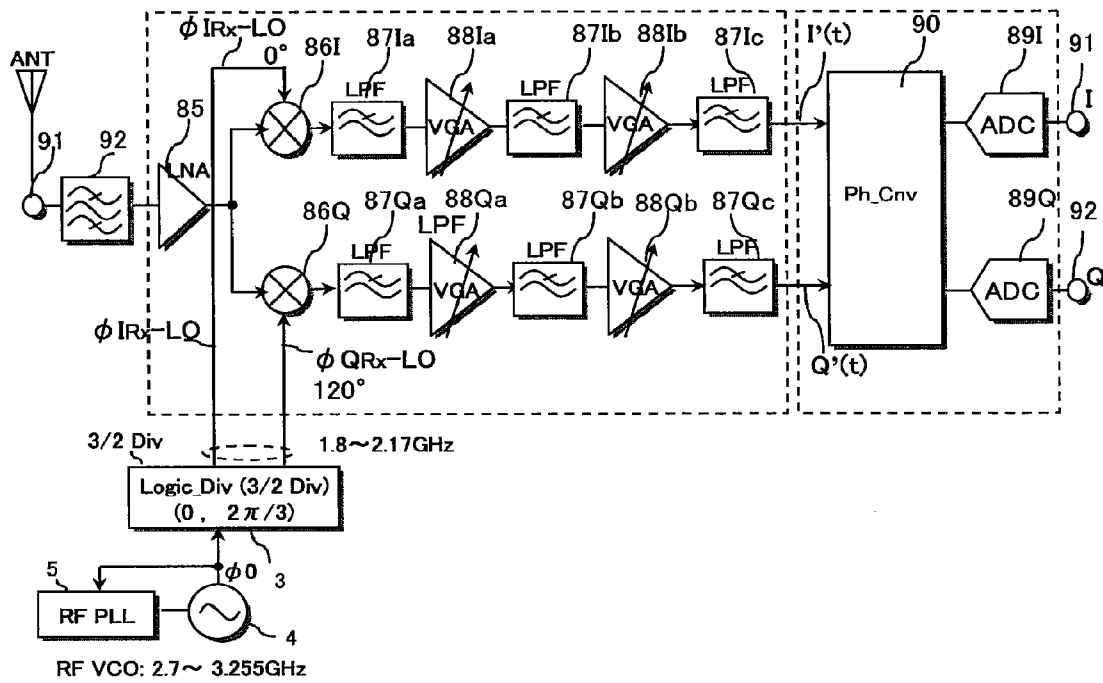 ϕ IRx-LO
0°
86I
87Ia
88Ia
87Ib
88Ib
87Ic
I'(t)
90
89I
91
I
ANT
85
92
91
LNA
LPF
VGA
LPF
VGA
LPF
ADC
Ph_Cnv
86Q
87Qa
88Qa
87Qb
88Qb
87Qc
89Q
92
Q
LPF
LPF
VGA
LPF
VGA
LPF
ADC
ϕ IRx-LO
ϕ QRx-LO
120°
Q'(t)
3/2 Div
1.8～2.17GHz
Logic_Div (3/2 Div)
(0 , 2π/3)
3
5
ϕ0
RF PLL
4
RF VCO: 2.7～ 3.255GHz